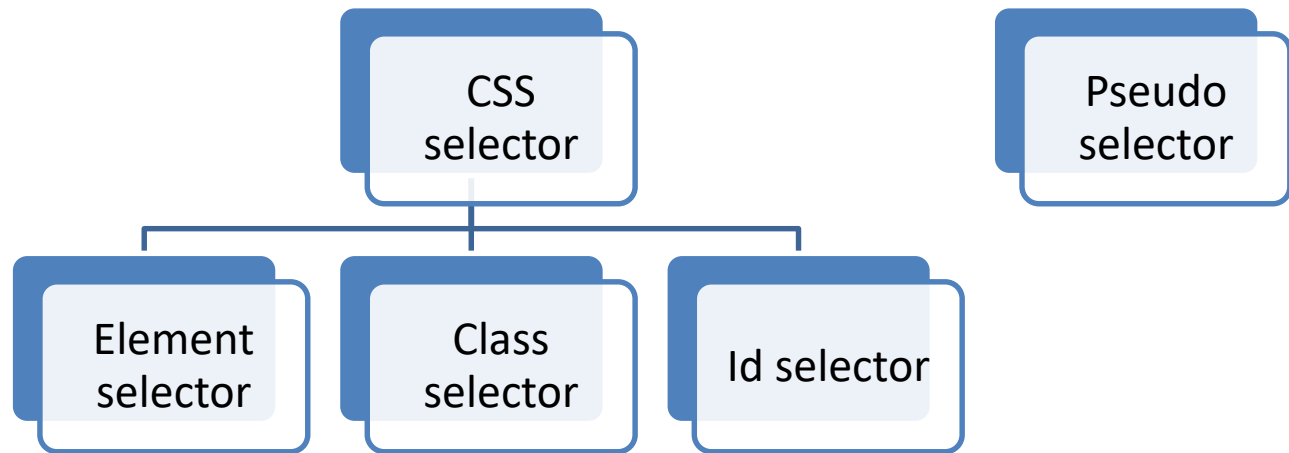 CSS
selector
Pseudo
selector
Element
selector
Class
selector
Id selector